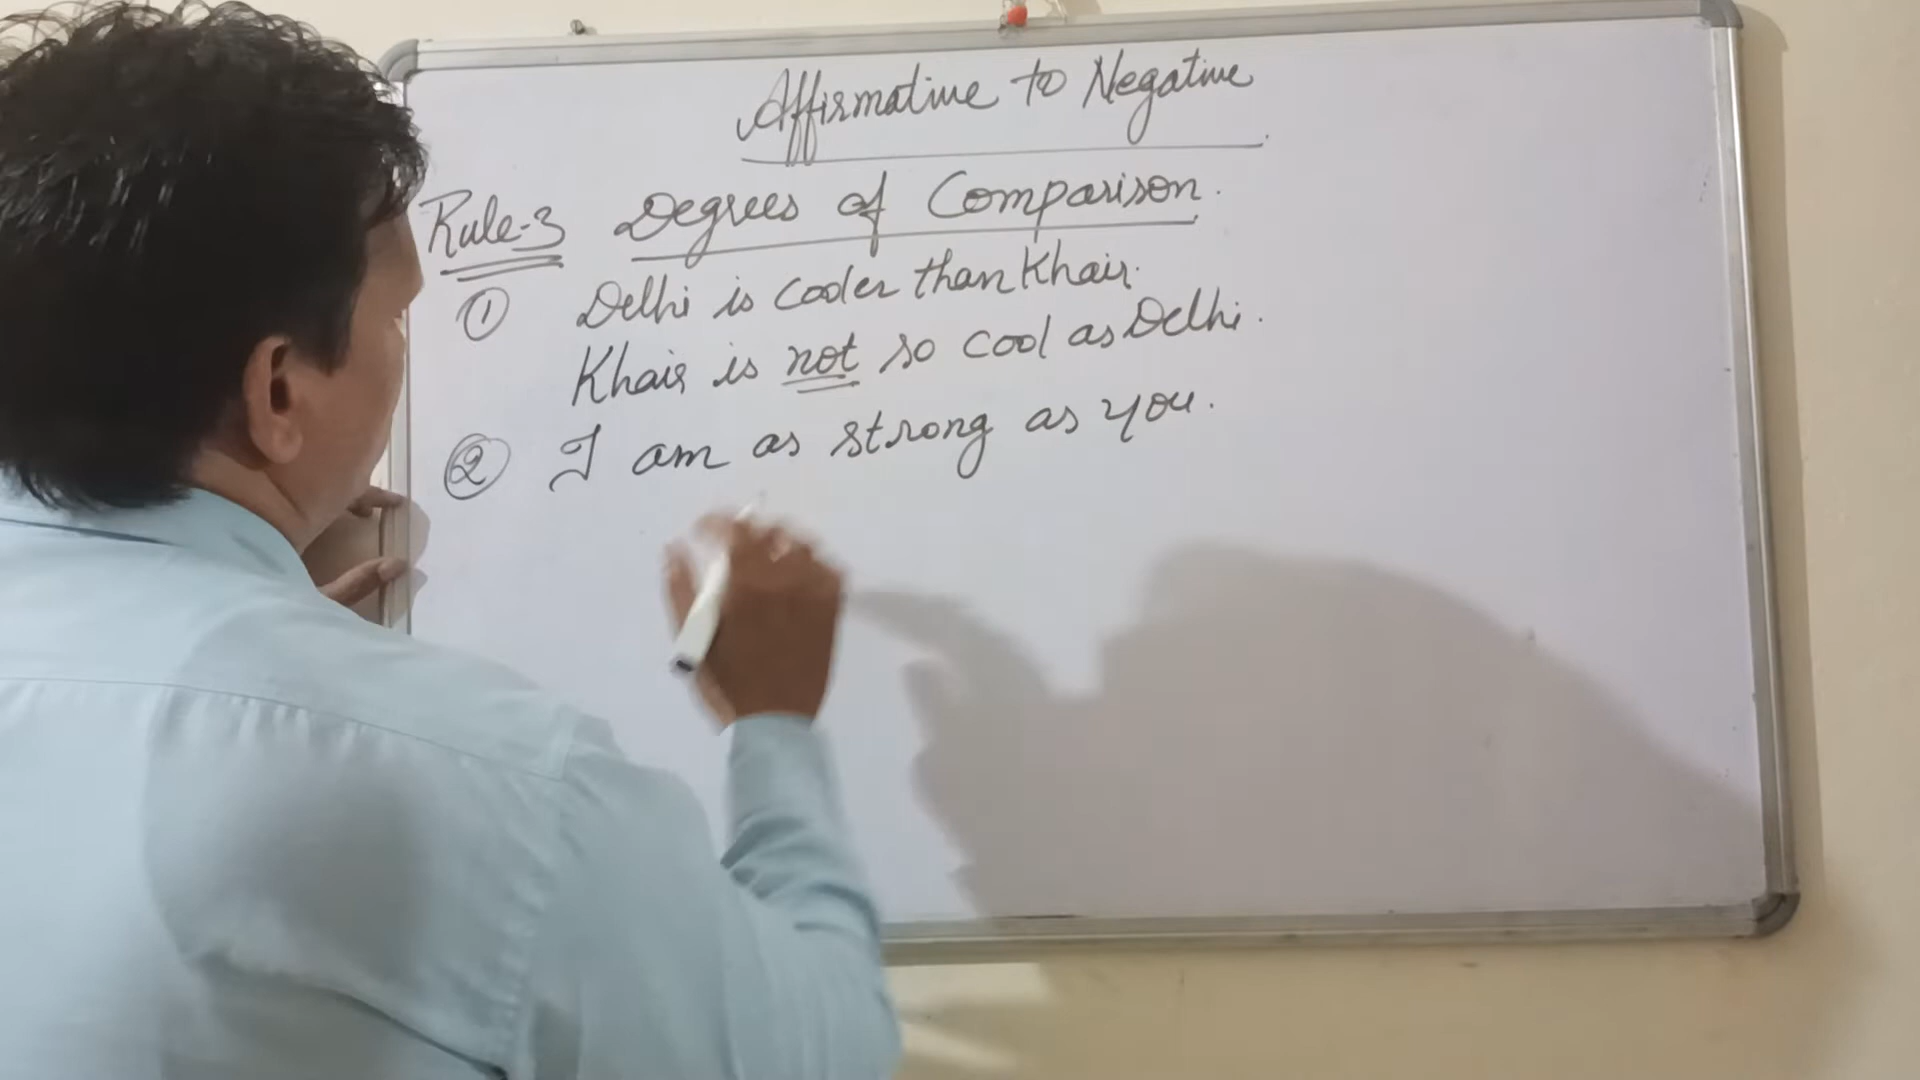 Affirmative to Negative
Rule-3 Degrees of Comparison.
① Delhi is cooler than Khair.
Khair is not so cool as Delhi.
② I am as strong as you.